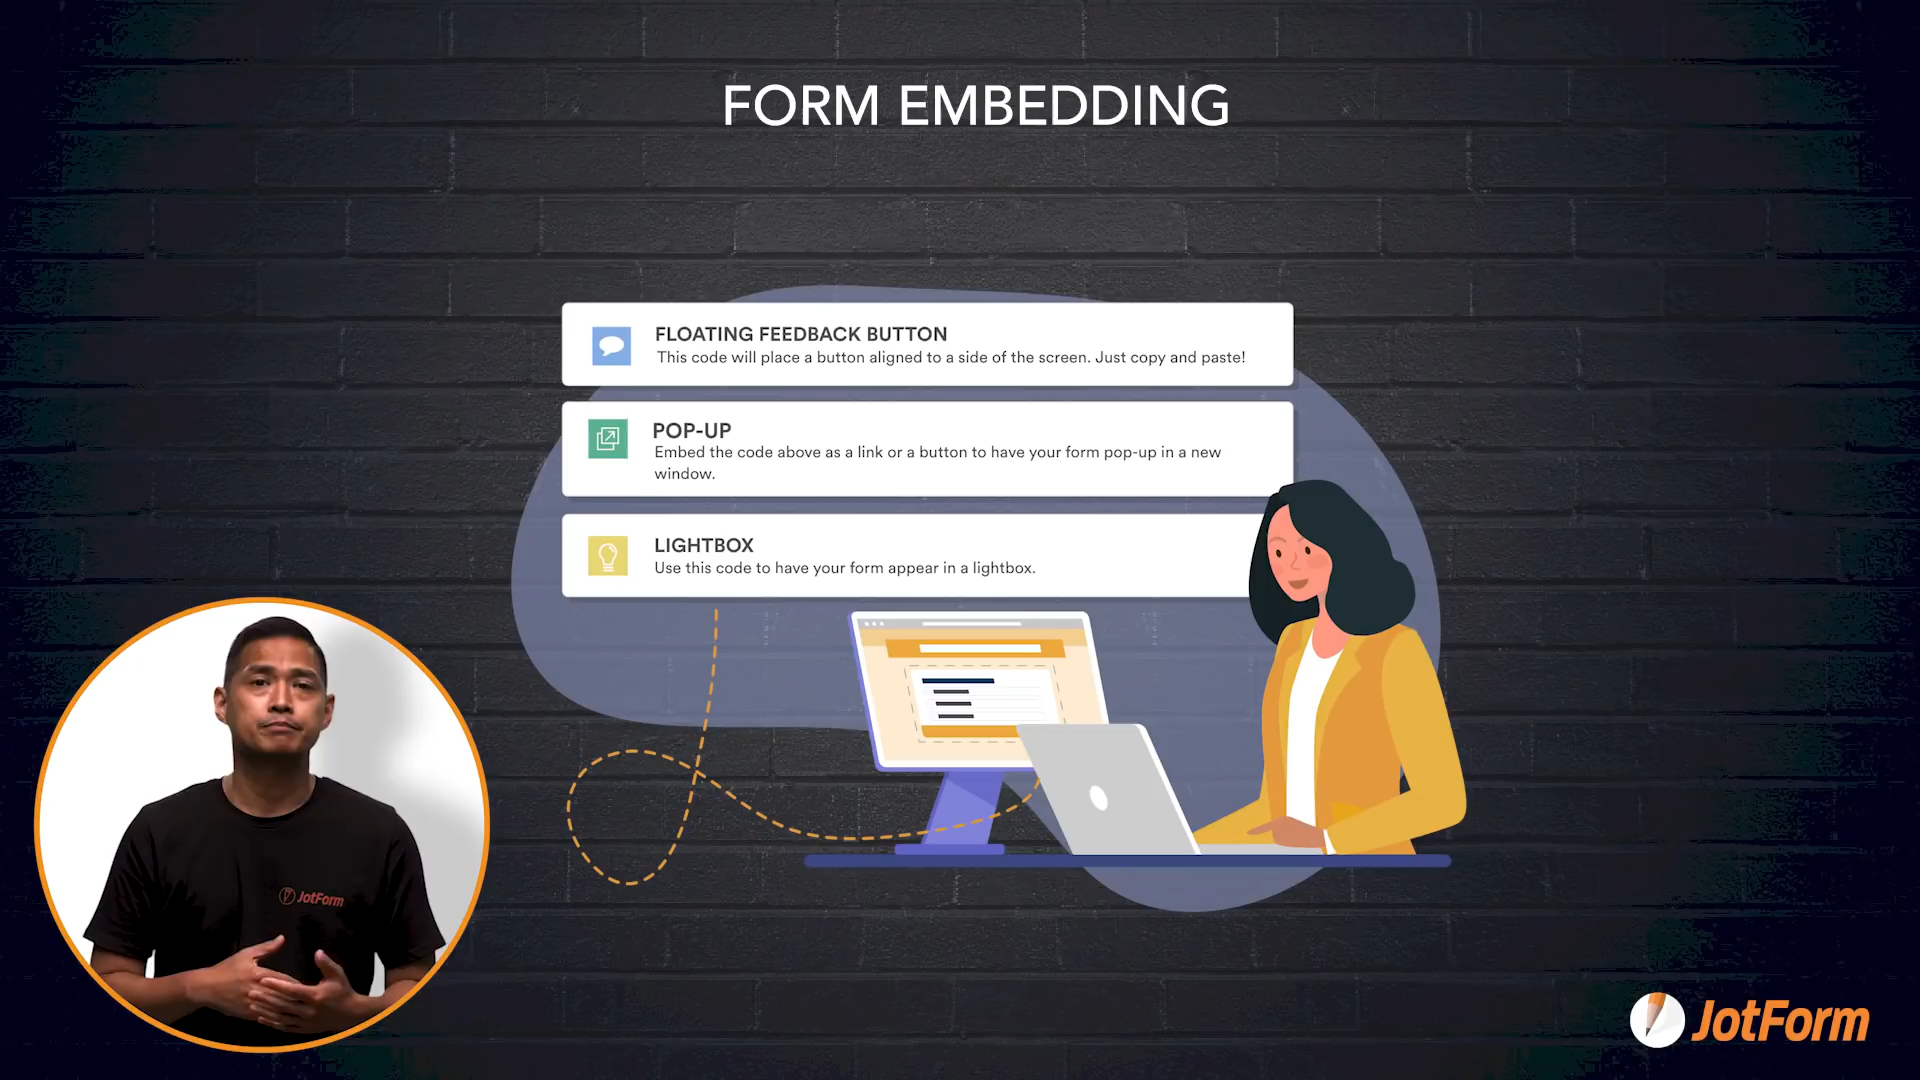 FORM EMBEDDING
FLOATING FEEDBACK BUTTON
This code will place a button aligned to a side of the screen. Just copy and paste!
POP-UP
Embed the code above as a link or a button to have your form pop-up in a new
window.
LIGHTBOX
Use this code to have your form appear in a lightbox.
JotForm
JotForm